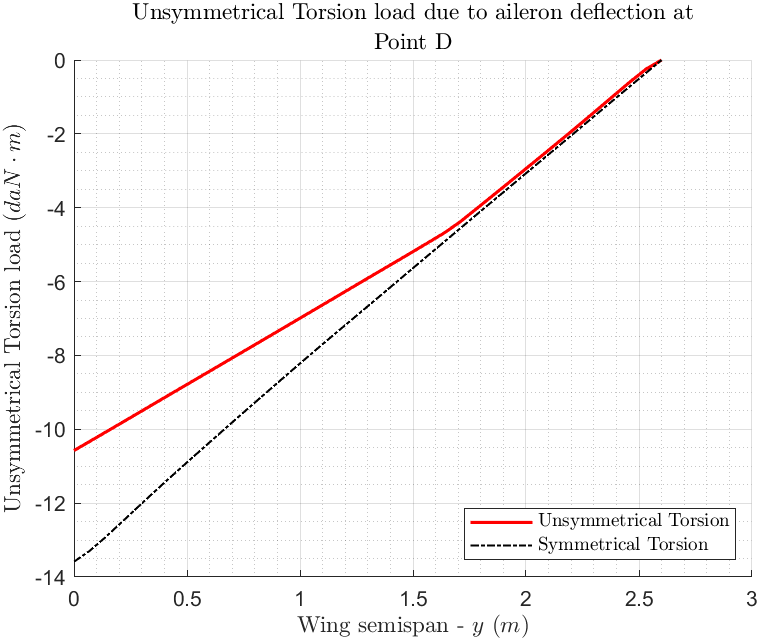 Unsymmetrical Torsion load due to aileron deflection at
Point D
Unsymmetrical Torsion load (daN · m)
0
-2
-4
-6
-8
-10
-12
-14
0
0.5
1
1.5
2
2.5
3
Unsymmetrical Torsion
Symmetrical Torsion
Wing semispan - y (m)